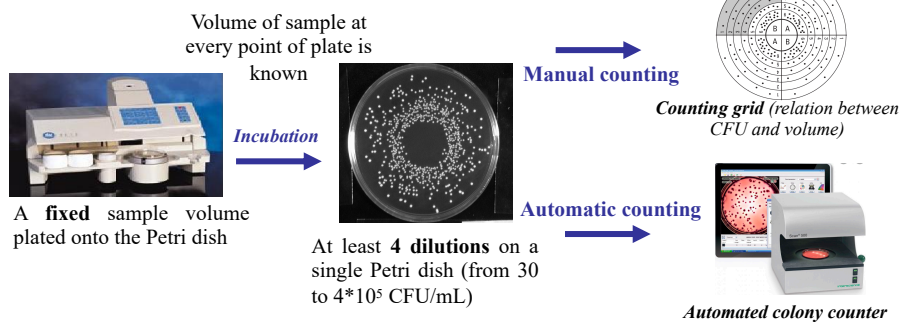 Volume of sample at
every point of plate is
known
Manual counting
B A
A B
Counting grid (relation between
CFU and volume)
Incubation
A fixed sample volume
plated onto the Petri dish
Automatic counting
At least 4 dilutions on a
single Petri dish (from 30
to 4*10⁵ CFU/mL)
Automated colony counter